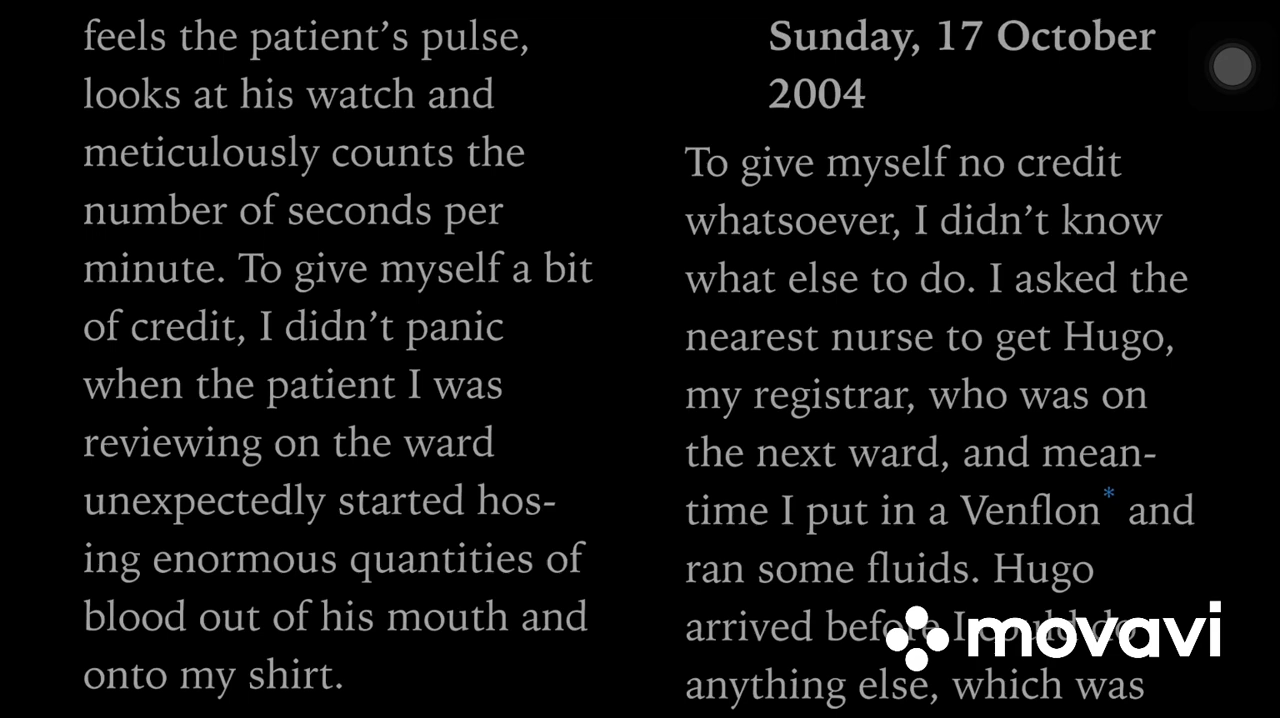 feels the patient’s pulse,
looks at his watch and
meticulously counts the
number of seconds per
minute. To give myself a bit
of credit, I didn’t panic
when the patient I was
reviewing on the ward
unexpectedly started hos-
ing enormous quantities of
blood out of his mouth and
onto my shirt.
Sunday, 17 October
2004
To give myself no credit
whatsoever, I didn’t know
what else to do. I asked the
nearest nurse to get Hugo,
my registrar, who was on
the next ward, and mean-
time I put in a Venflon* and
ran some fluids. Hugo
arrived before I could do
anything else, which was
movavi